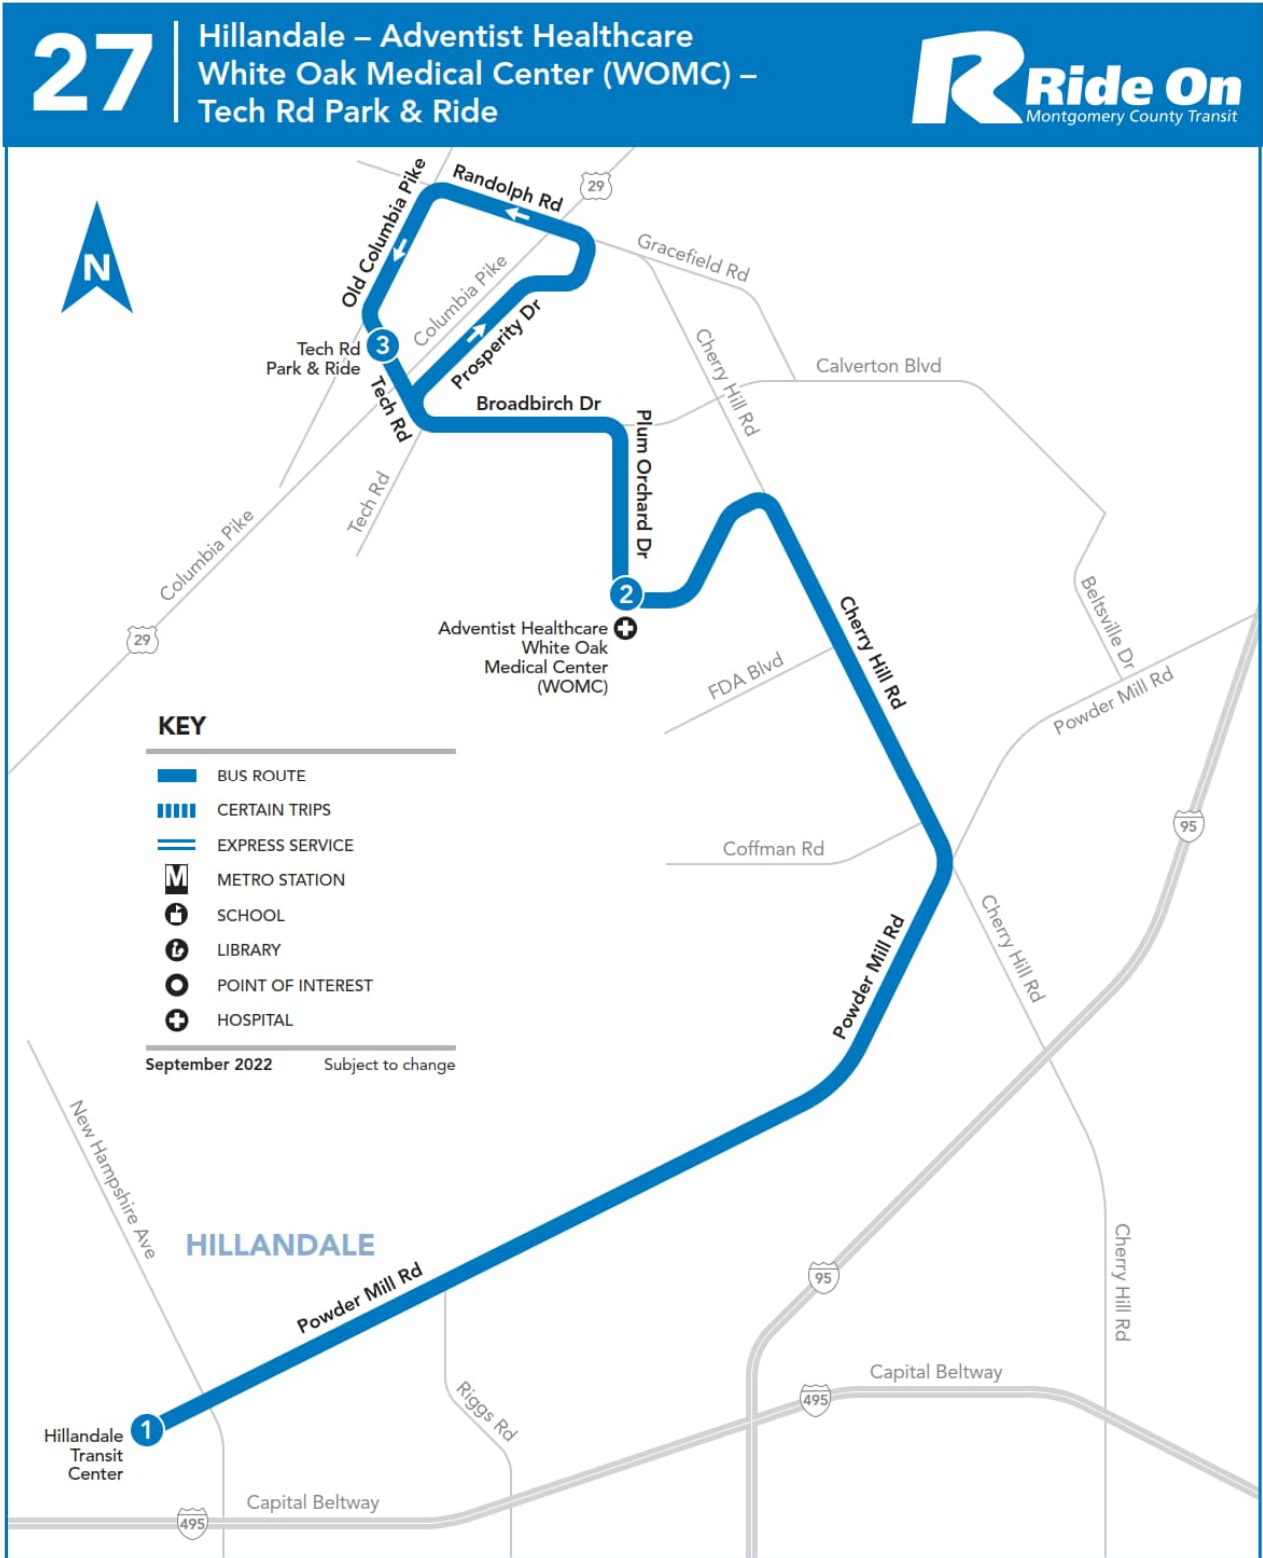 27
Hillandale – Adventist Healthcare
White Oak Medical Center (WOMC) –
Tech Rd Park & Ride
Ride On
Montgomery County Transit
N
Old Columbia Pike
Randolph Rd
29
Gracefield Rd
Columbia Pike
Prosperity Dr
Cherry Hill Rd
Calverton Blvd
3
Tech Rd
Park & Ride
Tech Rd
Broadbirch Dr
Plum Orchard Dr
Tech Rd
Columbia Pike
29
2
Adventist Healthcare
White Oak
Medical Center
(WOMC)
Cherry Hill Rd
FDA Blvd
Beltsville Dr
Powder Mill Rd
95
KEY
BUS ROUTE
CERTAIN TRIPS
EXPRESS SERVICE
M
METRO STATION
SCHOOL
LIBRARY
POINT OF INTEREST
HOSPITAL
September 2022 Subject to change
Coffman Rd
Cherry Hill Rd
Powder Mill Rd
New Hampshire Ave
HILLANDALE
Powder Mill Rd
95
Cherry Hill Rd
Riggs Rd
Capital Beltway
495
1
Hillandale
Transit
Center
Capital Beltway
495